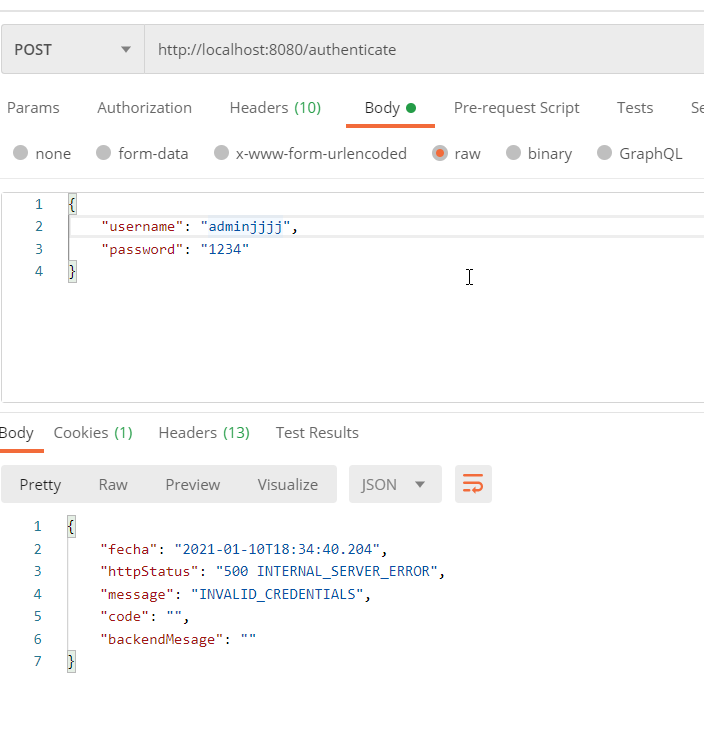 POST http://localhost:8080/authenticate
Params Authorization Headers (10) Body Pre-request Script Tests Se
none form-data x-www-form-urlencoded raw binary GraphQL
1 {
2 "username": "adminjjjj",
3 "password": "1234"
4 }
Body Cookies (1) Headers (13) Test Results
Pretty Raw Preview Visualize JSON
1 {
2 "fecha": "2021-01-10T18:34:40.204",
3 "httpStatus": "500 INTERNAL_SERVER_ERROR",
4 "message": "INVALID_CREDENTIALS",
5 "code": "",
6 "backendMesage": ""
7 }